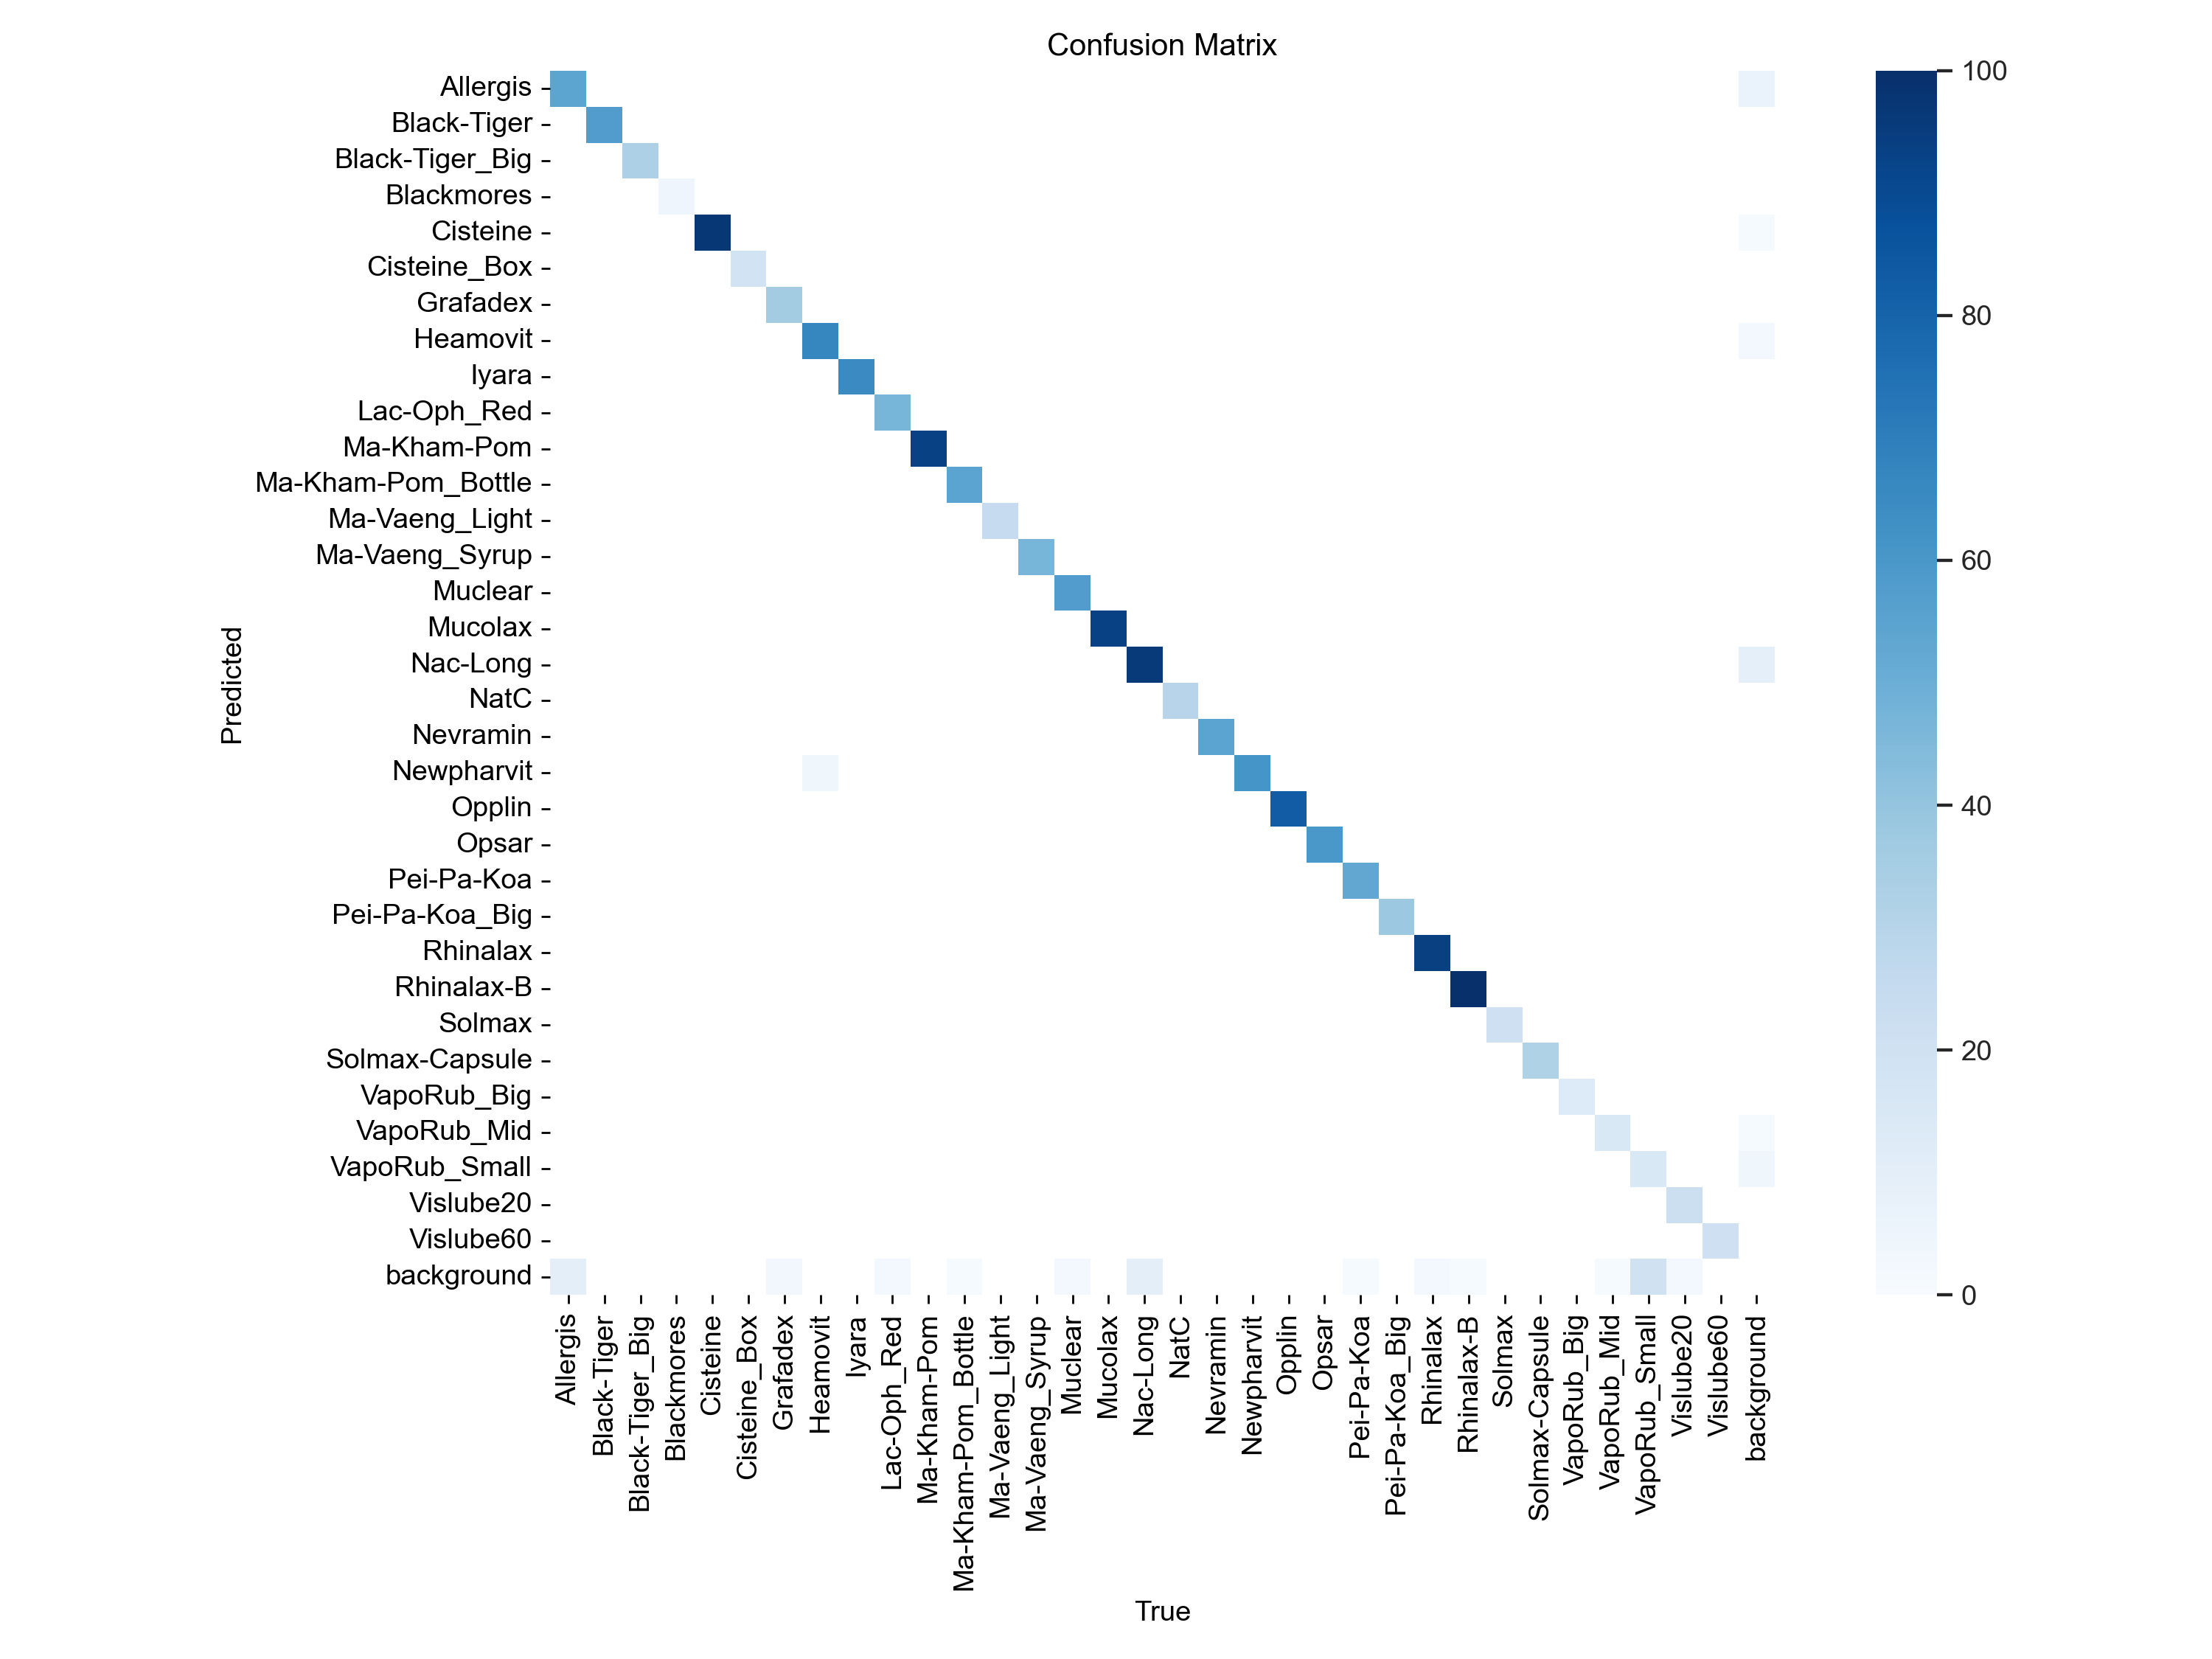 Confusion Matrix
Allergis
Black-Tiger
Black-Tiger_Big
Blackmores
Cisteine
Cisteine_Box
Grafadex
Heamovit
Iyara
Lac-Oph_Red
Ma-Kham-Pom
Ma-Kham-Pom_Bottle
Ma-Vaeng_Light
Ma-Vaeng_Syrup
Muclear
Mucolax
Nac-Long
NatC
Nevramin
Newpharvit
Opplin
Opsar
Pei-Pa-Koa
Pei-Pa-Koa_Big
Rhinalax
Rhinalax-B
Solmax
Solmax-Capsule
VapoRub_Big
VapoRub_Mid
VapoRub_Small
Vislube20
Vislube60
background
Predicted
Allergis
Black-Tiger
Black-Tiger_Big
Blackmores
Cisteine
Cisteine_Box
Grafadex
Heamovit
Iyara
Lac-Oph_Red
Ma-Kham-Pom
Ma-Kham-Pom_Bottle
Ma-Vaeng_Light
Ma-Vaeng_Syrup
Muclear
Mucolax
Nac-Long
NatC
Nevramin
Newpharvit
Opplin
Opsar
Pei-Pa-Koa
Pei-Pa-Koa_Big
Rhinalax
Rhinalax-B
Solmax
Solmax-Capsule
VapoRub_Big
VapoRub_Mid
VapoRub_Small
Vislube20
Vislube60
background
True
100
80
60
40
20
0